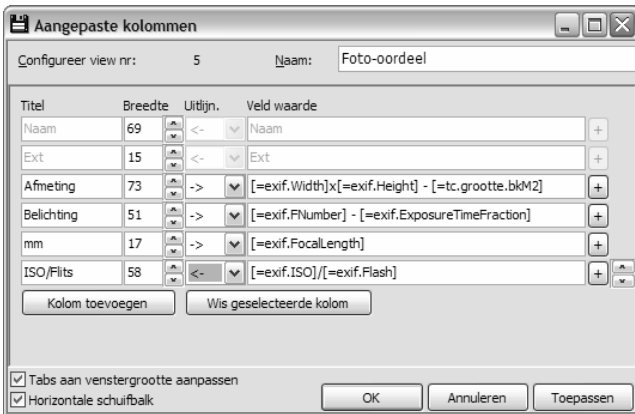 Aangepaste kolommen
Configureer view nr: 5 Naam: Foto-oordeel
Titel Breedte Uitlijn. Veld waarde
Naam 69 <- Naam +
Ext 15 <- Ext +
Afmeting 73 -> [=exif.Width]x[=exif.Height] - [=tc.grootte.bkM2] +
Belichting 51 -> [=exif.FNumber] - [=exif.ExposureTimeFraction] +
mm 17 -> [=exif.FocalLength] +
ISO/Flits 58 <- [=exif.ISO]/[=exif.Flash] +
Kolom toevoegen Wis geselecteerde kolom
Tabs aan venstergrootte aanpassen
Horizontale schuifbalk OK Annuleren Toepassen